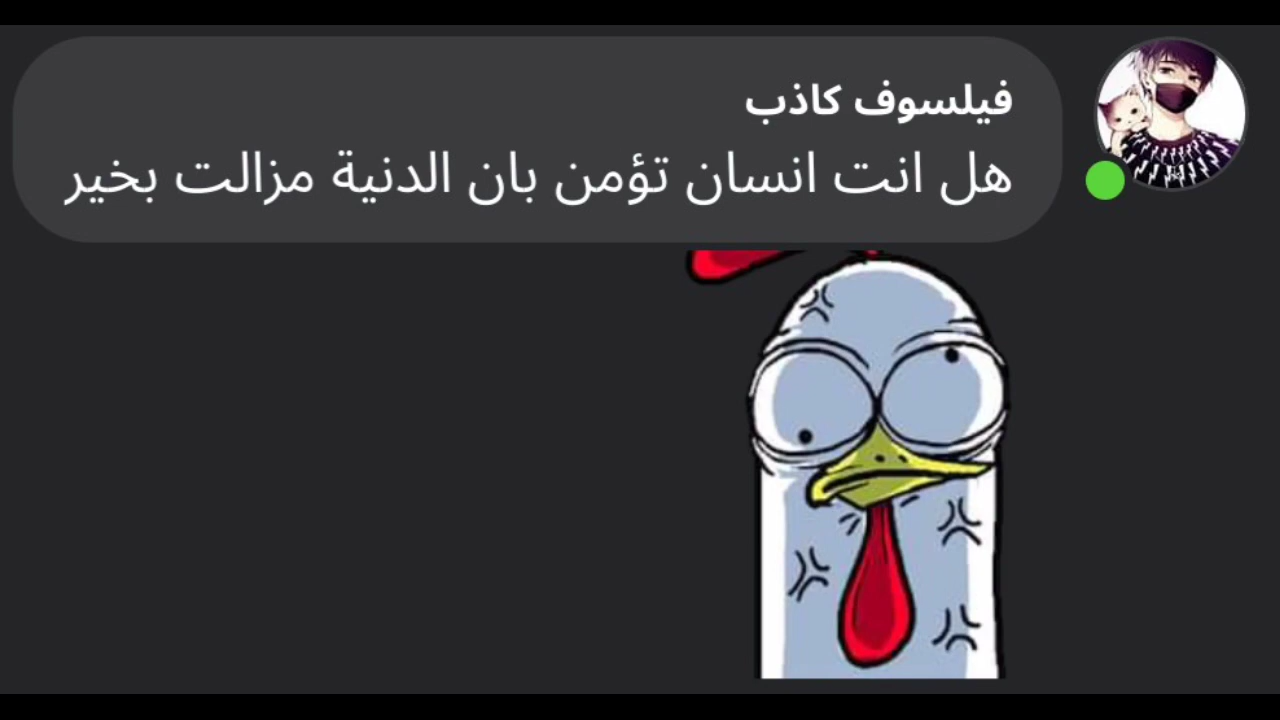 فيلسوف كاذب
هل انت انسان تؤمن بان الدنية مزالت بخير